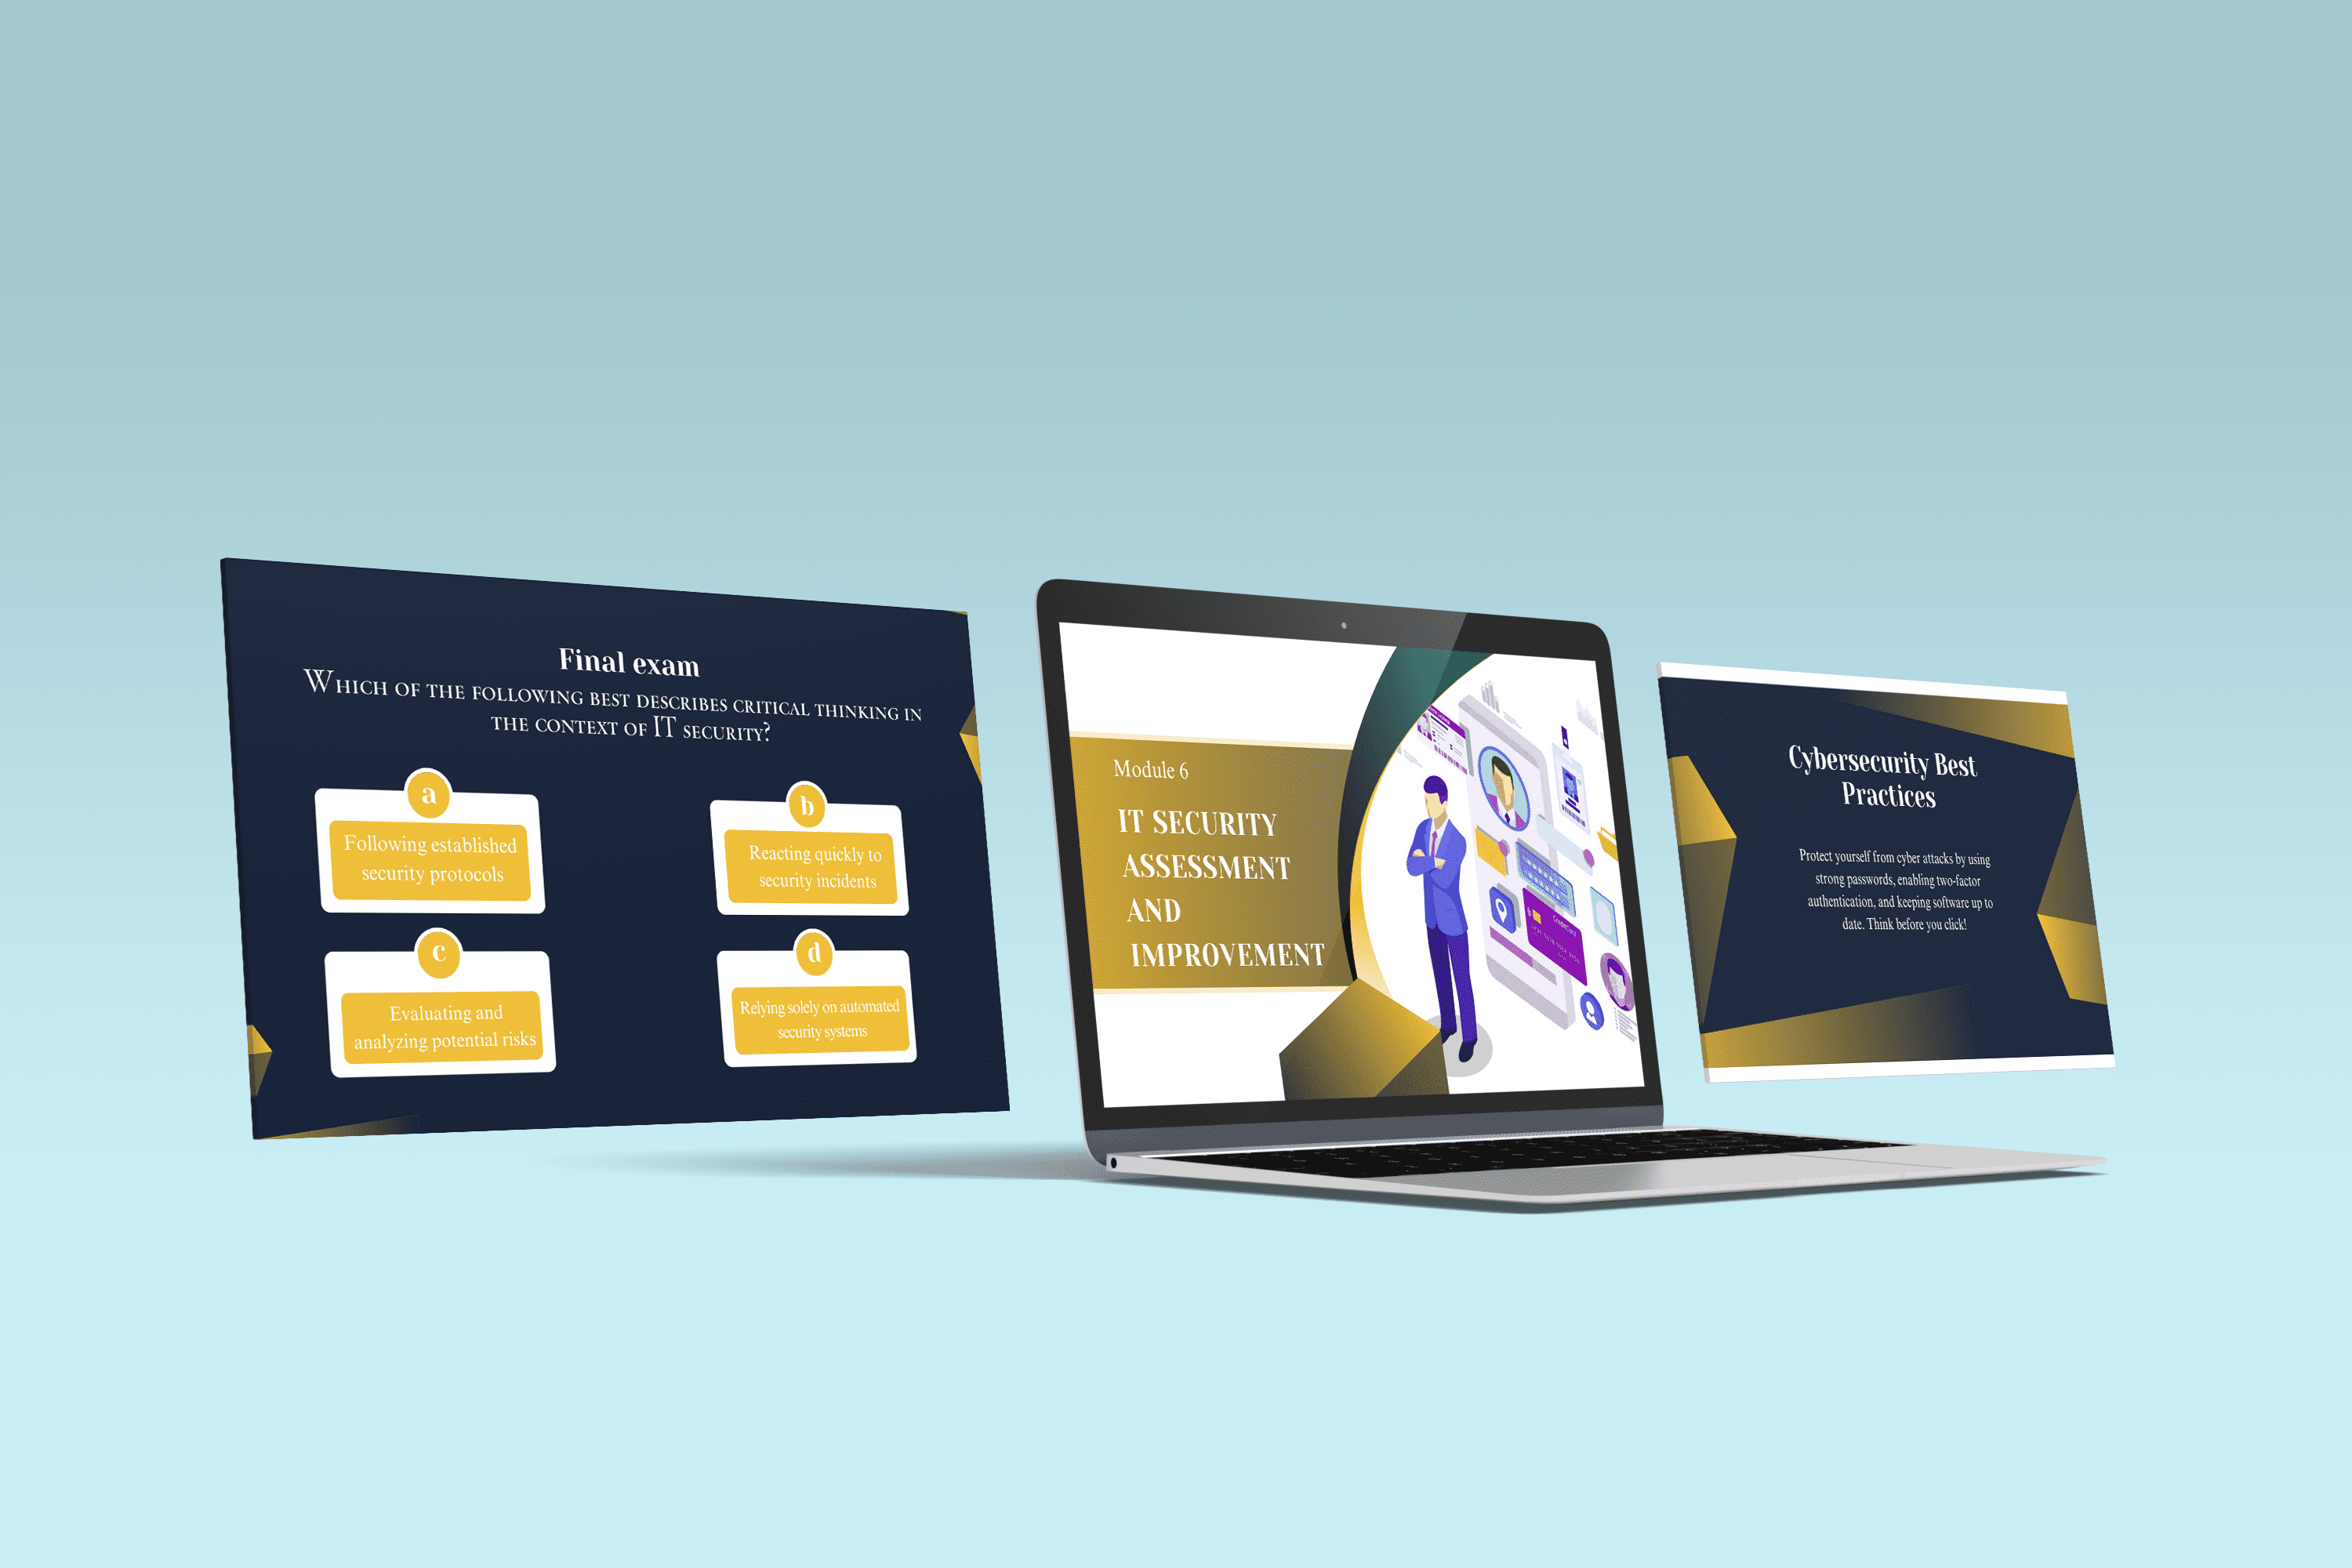 Final exam
Which of the following best describes critical thinking in
the context of IT security?
a
Following established
security protocols
b
Reacting quickly to
security incidents
c
Evaluating and
analyzing potential risks
d
Relying solely on automated
security systems
Module 6
IT SECURITY
ASSESSMENT
AND
IMPROVEMENT
Cybersecurity Best
Practices
Protect yourself from cyber attacks by using
strong passwords, enabling two-factor
authentication, and keeping software up to
date. Think before you click!